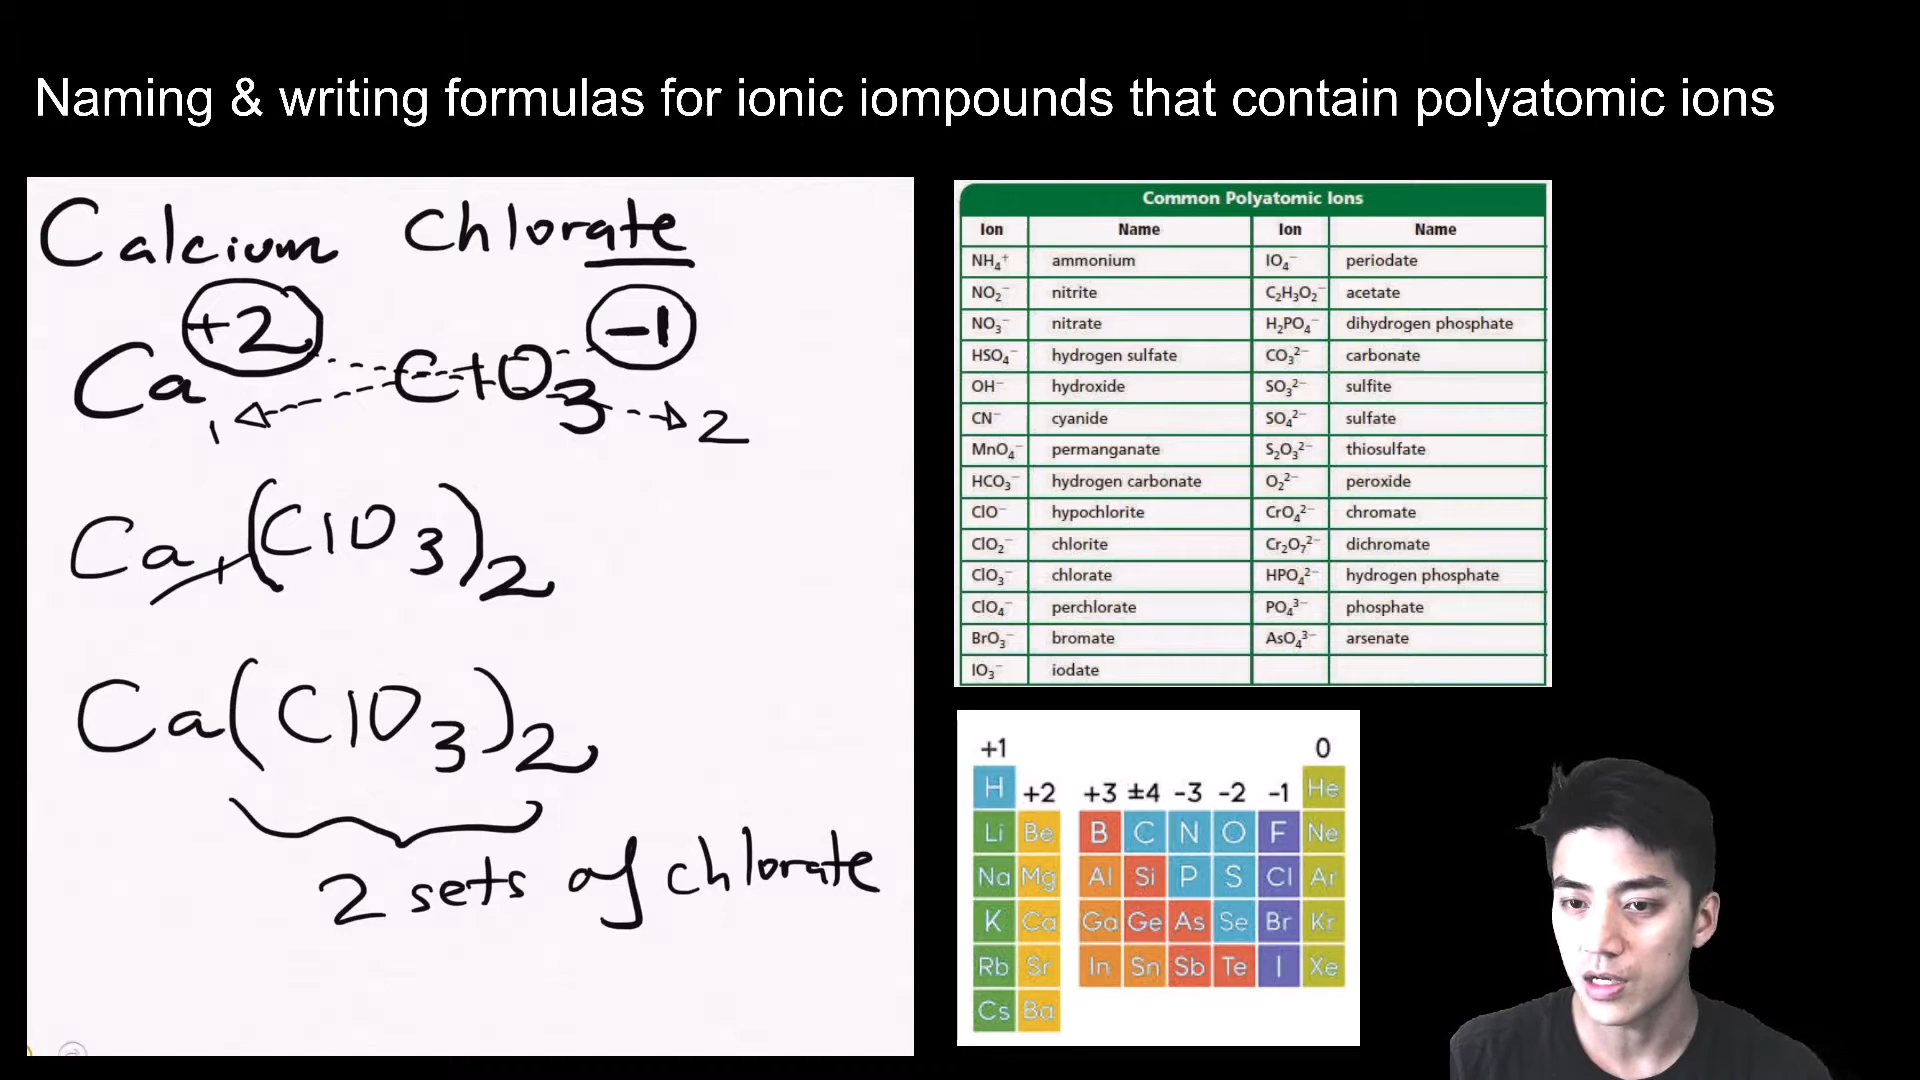 Naming & writing formulas for ionic iompounds that contain polyatomic ions
Calcium Chlorate
+2 −1
Ca₁ ClO₃ 2
Ca₁(ClO₃)₂
Ca(ClO₃)₂
2 sets of chlorate
Common Polyatomic Ions
Ion Name Ion Name
NH₄⁺ ammonium IO₄⁻ periodate
NO₂⁻ nitrite C₂H₃O₂⁻ acetate
NO₃⁻ nitrate H₂PO₄⁻ dihydrogen phosphate
HSO₄⁻ hydrogen sulfate CO₃²⁻ carbonate
OH⁻ hydroxide SO₃²⁻ sulfite
CN⁻ cyanide SO₄²⁻ sulfate
MnO₄⁻ permanganate S₂O₃²⁻ thiosulfate
HCO₃⁻ hydrogen carbonate O₂²⁻ peroxide
ClO⁻ hypochlorite CrO₄²⁻ chromate
ClO₂⁻ chlorite Cr₂O₇²⁻ dichromate
ClO₃⁻ chlorate HPO₄²⁻ hydrogen phosphate
ClO₄⁻ perchlorate PO₄³⁻ phosphate
BrO₃⁻ bromate AsO₄³⁻ arsenate
IO₃⁻ iodate
+1 0
H +2 +3 ±4 -3 -2 -1 He
Li Be B C N O F Ne
Na Mg Al Si P S Cl Ar
K Ca Ga Ge As Se Br Kr
Rb Sr In Sn Sb Te I Xe
Cs Ba